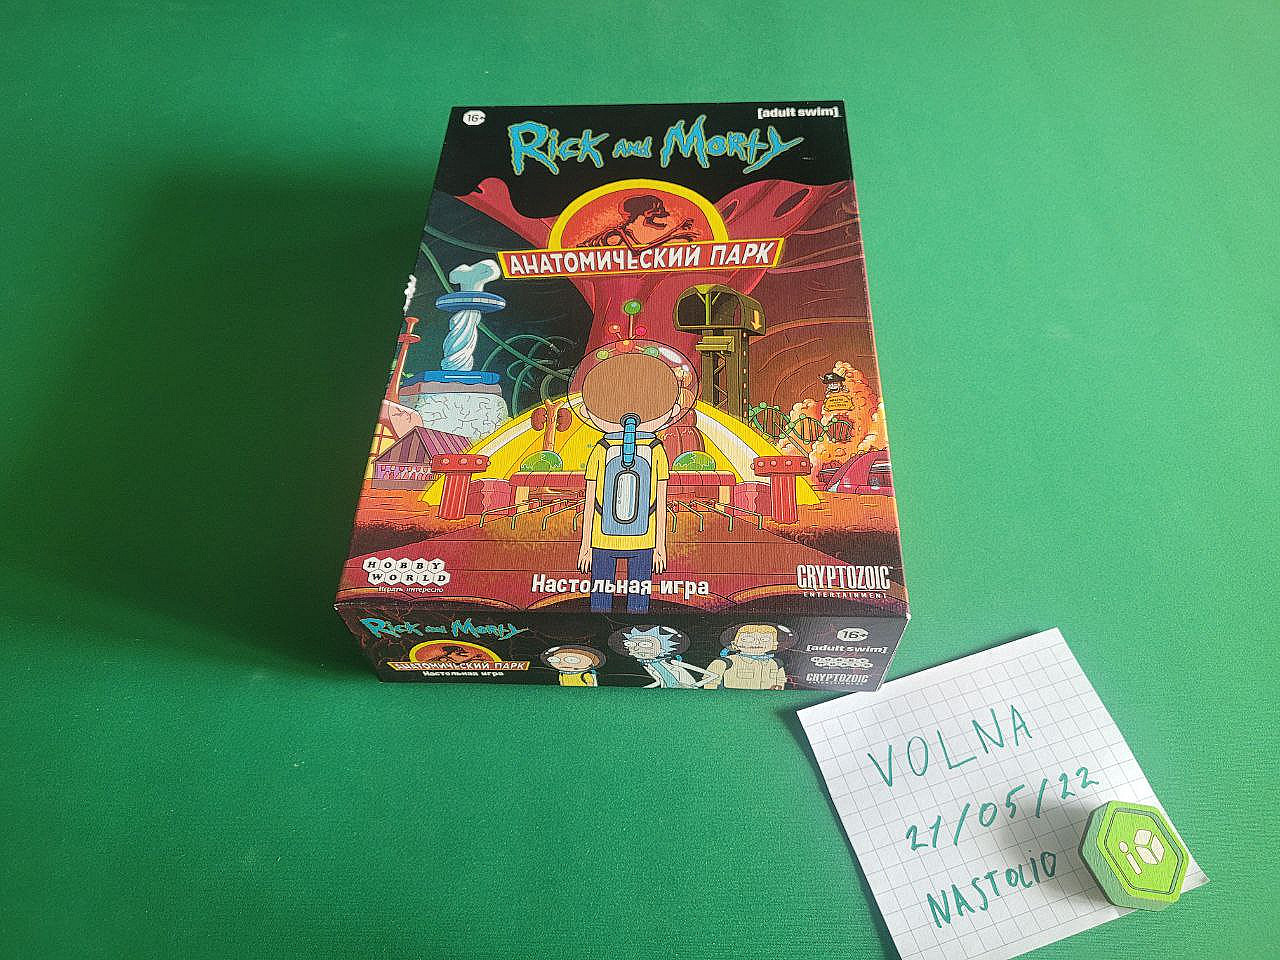 16+
[adult swim]
Rick and Morty
АНАТОМИЧЕСКИЙ ПАРК
HOBBY WORLD
Играть интересно
Настольная игра
CRYPTOZOIC
ENTERTAINMENT
Rick and Morty
АНАТОМИЧЕСКИЙ ПАРК
Настольная игра
16+
[adult swim]
CRYPTOZOIC
VOLNA
21/05/22
NASTOLIO